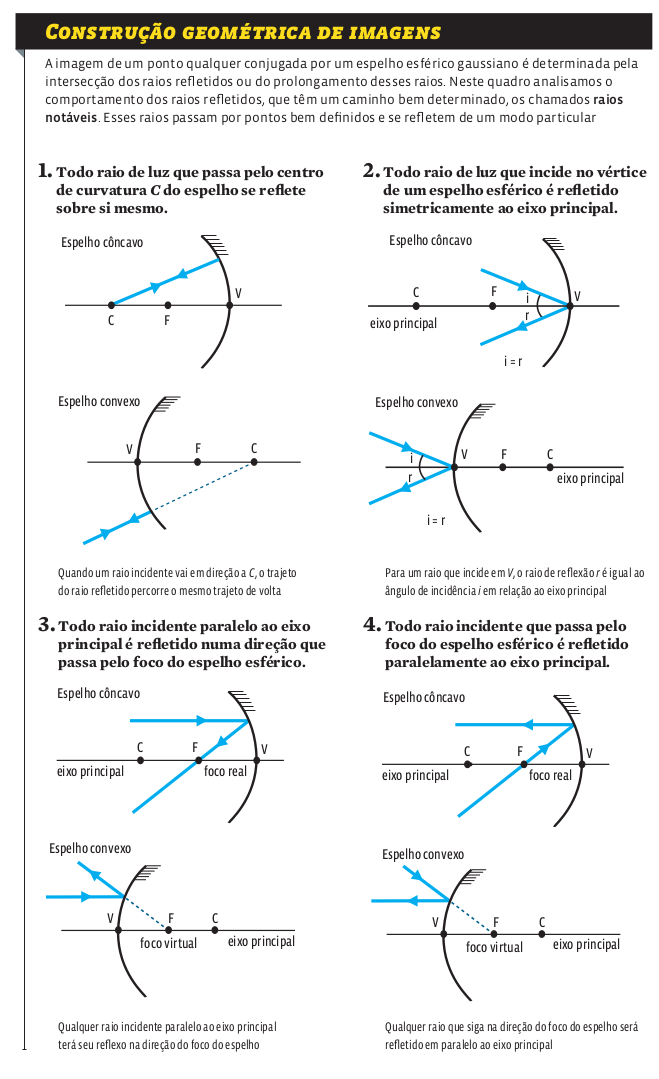 CONSTRUÇÃO GEOMÉTRICA DE IMAGENS
A imagem de um ponto qualquer conjugada por um espelho esférico gaussiano é determinada pela
intersecção dos raios refletidos ou do prolongamento desses raios. Neste quadro analisamos o
comportamento dos raios refletidos, que têm um caminho bem determinado, os chamados raios
notáveis. Esses raios passam por pontos bem definidos e se refletem de um modo particular
1. Todo raio de luz que passa pelo centro
de curvatura C do espelho se reflete
sobre si mesmo.
Espelho côncavo
V
C
F
Espelho convexo
V
F
C
Quando um raio incidente vai em direção a C, o trajeto
do raio refletido percorre o mesmo trajeto de volta
2. Todo raio de luz que incide no vértice
de um espelho esférico é refletido
simetricamente ao eixo principal.
Espelho côncavo
C
F
i
V
r
eixo principal
i = r
Espelho convexo
i
V
F
C
r
eixo principal
i = r
Para um raio que incide em V, o raio de reflexão r é igual ao
ângulo de incidência i em relação ao eixo principal
3. Todo raio incidente paralelo ao eixo
principal é refletido numa direção que
passa pelo foco do espelho esférico.
Espelho côncavo
C
F
V
eixo principal
foco real
Espelho convexo
V
F
C
foco virtual
eixo principal
Qualquer raio incidente paralelo ao eixo principal
terá seu reflexo na direção do foco do espelho
4. Todo raio incidente que passa pelo
foco do espelho esférico é refletido
paralelamente ao eixo principal.
Espelho côncavo
C
F
V
eixo principal
foco real
Espelho convexo
V
F
C
foco virtual
eixo principal
Qualquer raio que siga na direção do foco do espelho será
refletido em paralelo ao eixo principal